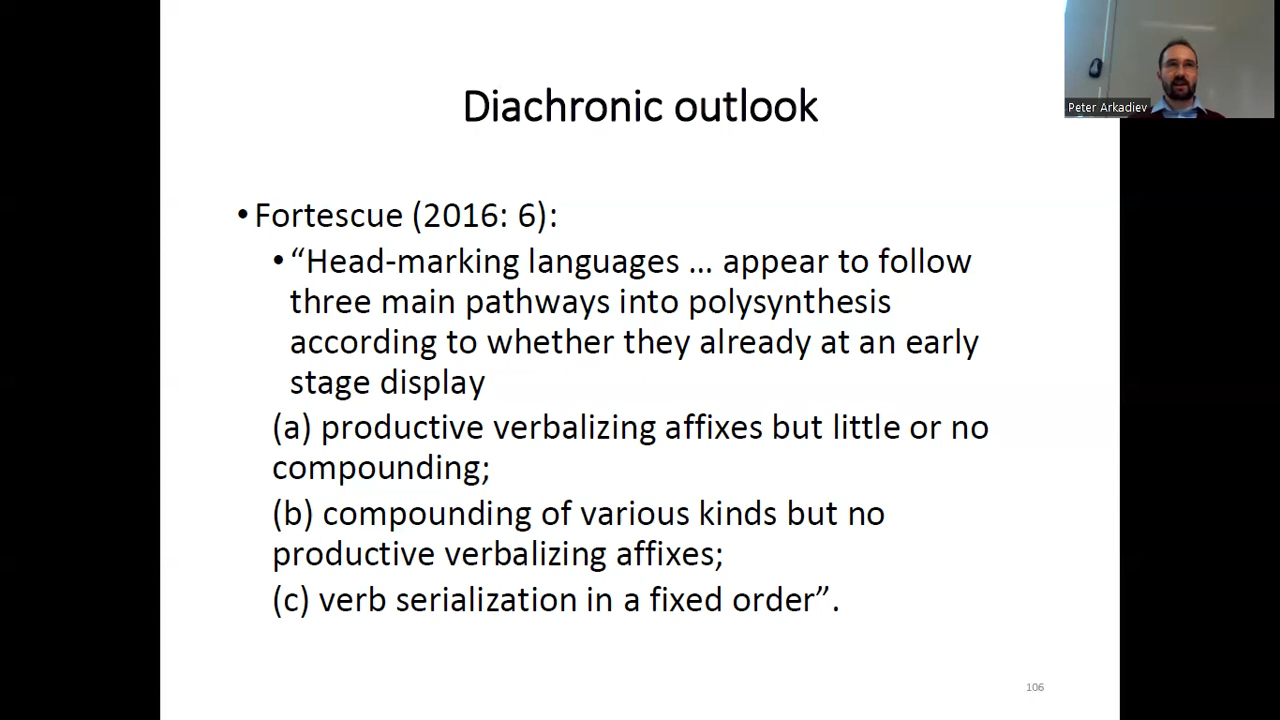 Peter Arkadiev
Diachronic outlook
• Fortescue (2016: 6):
• “Head-marking languages … appear to follow
three main pathways into polysynthesis
according to whether they already at an early
stage display
(a) productive verbalizing affixes but little or no
compounding;
(b) compounding of various kinds but no
productive verbalizing affixes;
(c) verb serialization in a fixed order”.
106